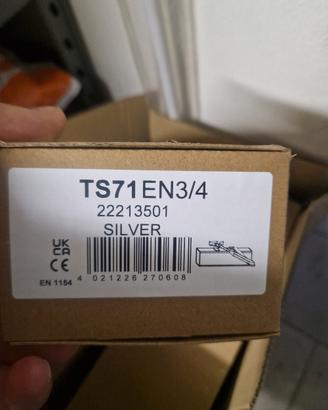 TS71 EN3/4
22213501
SILVER
UK
CA
CE
EN 1154
4 021226 270608